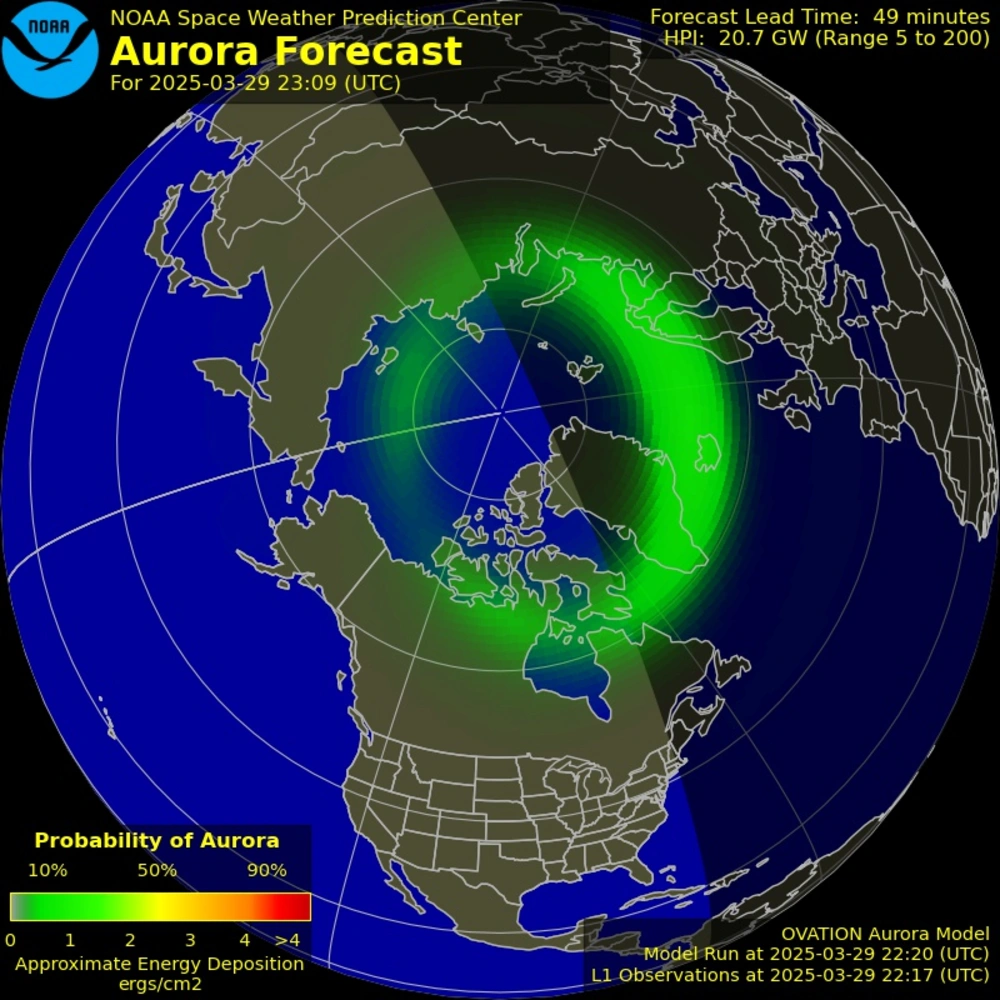 NOAA
NOAA Space Weather Prediction Center
Aurora Forecast
For 2025-03-29 23:09 (UTC)
Forecast Lead Time: 49 minutes
HPI: 20.7 GW (Range 5 to 200)
Probability of Aurora
10% 50% 90%
0 1 2 3 4 >4
Approximate Energy Deposition
ergs/cm2
OVATION Aurora Model
Model Run at 2025-03-29 22:20 (UTC)
L1 Observations at 2025-03-29 22:17 (UTC)